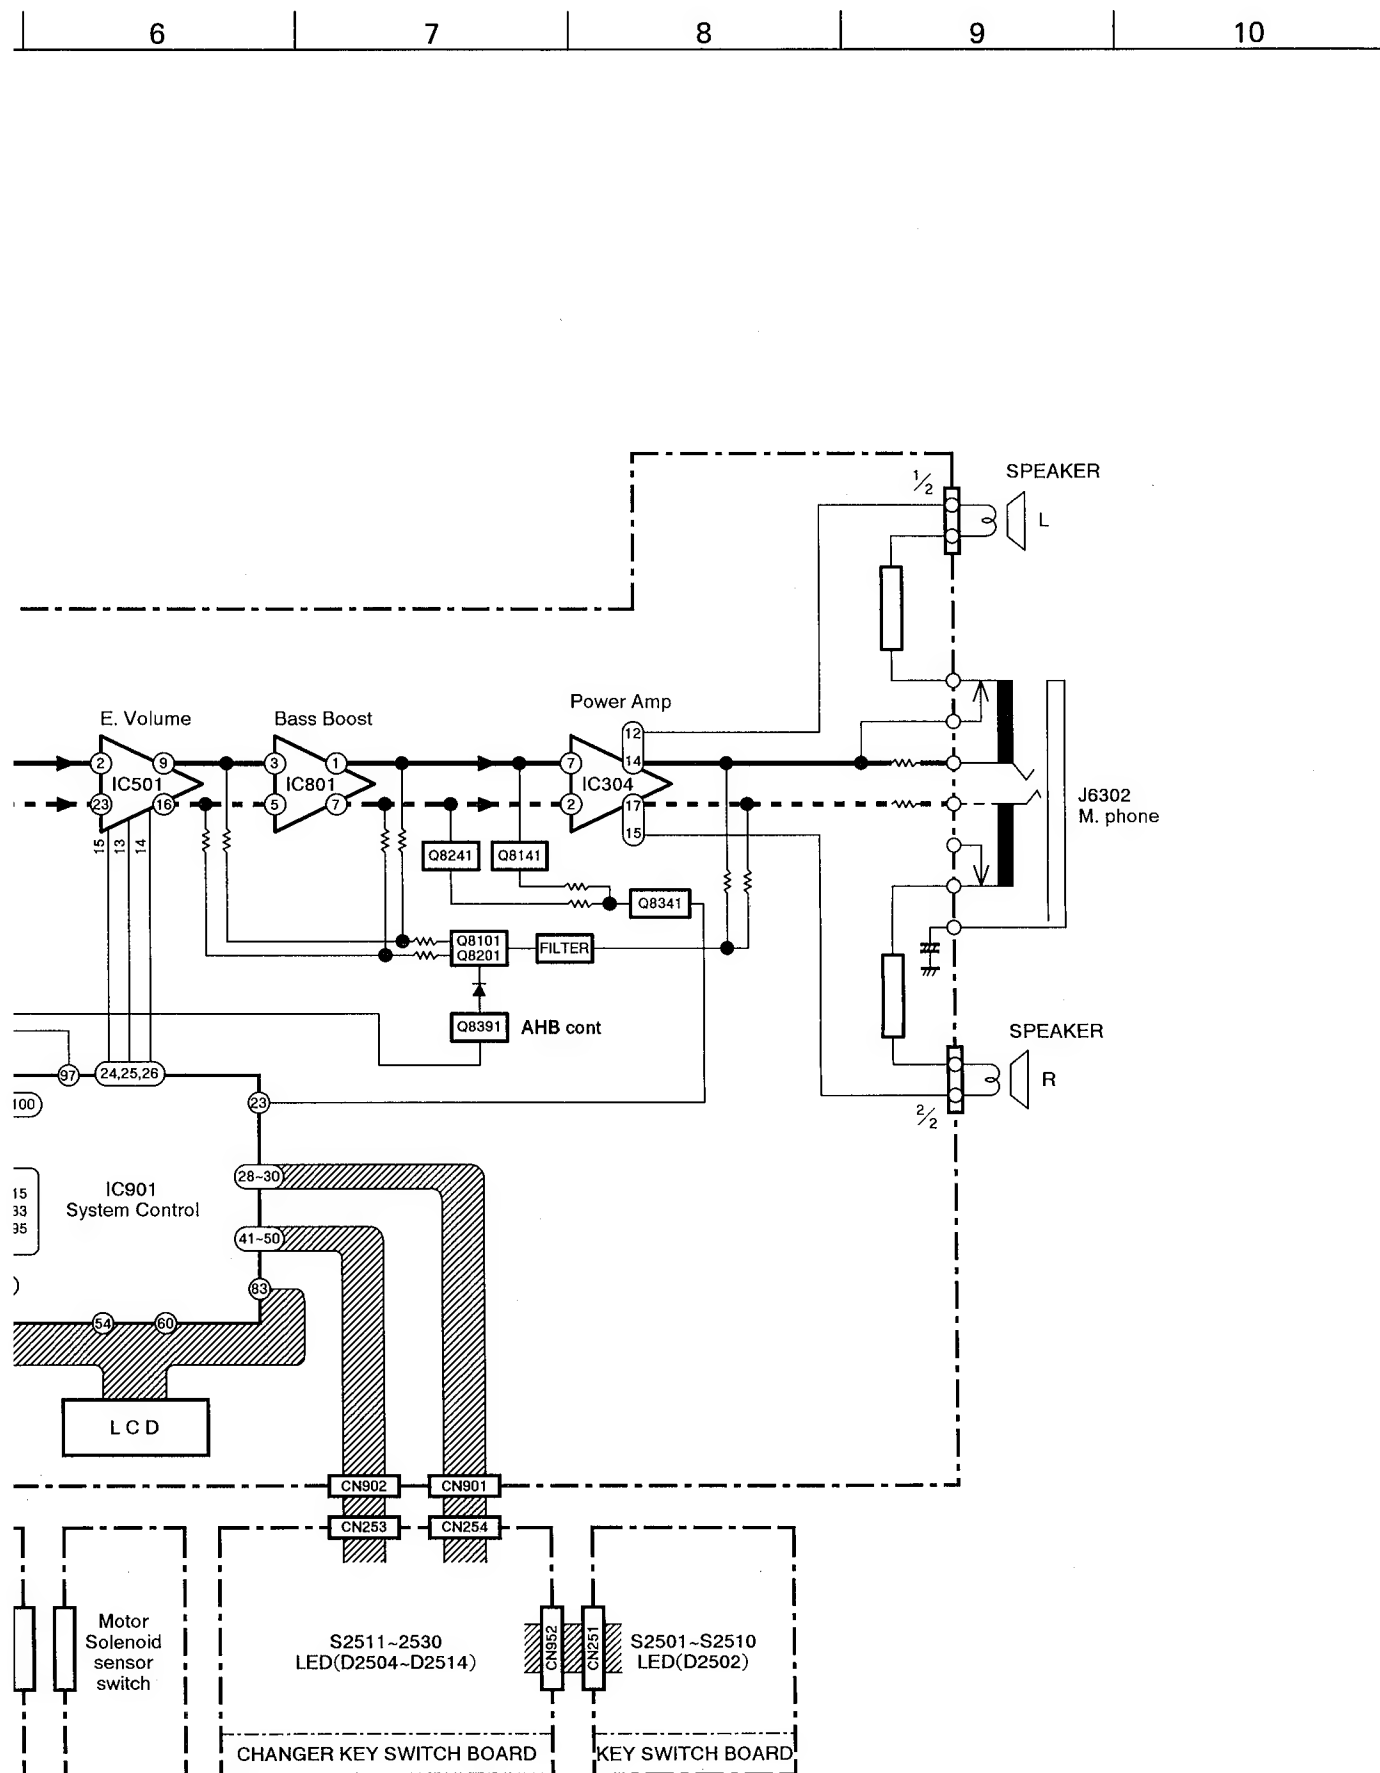 6 7 8 9 10
SPEAKER
1/2
L
Power Amp
E. Volume
Bass Boost
12
2 9 3 1 7 14
IC501 IC801 IC304
23 16 5 7 2 17
15
J6302
M. phone
15 13 14
Q8241 Q8141
Q8341
Q8101
Q8201
FILTER
Q8391
AHB cont
SPEAKER
R
2/2
97
24,25,26
100
23
28~30
15
IC901
System Control
41~50
83
95
83
54 60
LCD
CN902 CN901
CN253 CN254
Motor
Solenoid
sensor
switch
S2511~2530
LED(D2504~D2514)
CN952
CN251
S2501~S2510
LED(D2502)
CHANGER KEY SWITCH BOARD
KEY SWITCH BOARD